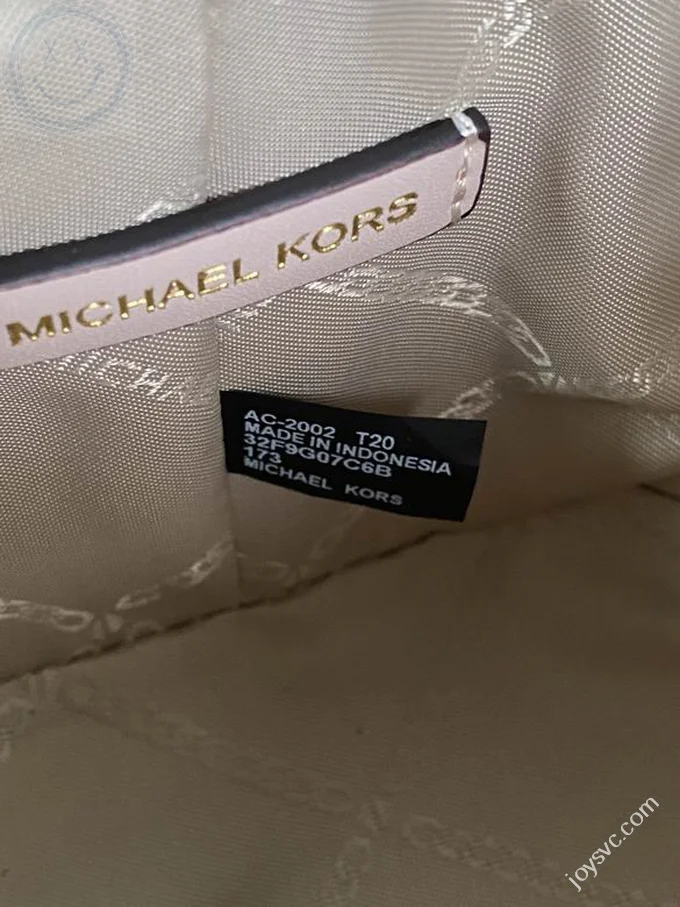 MICHAEL KORS
AC-2002 T20
MADE IN INDONESIA
32F9G07C6B
173
MICHAEL KORS
joysvc.com